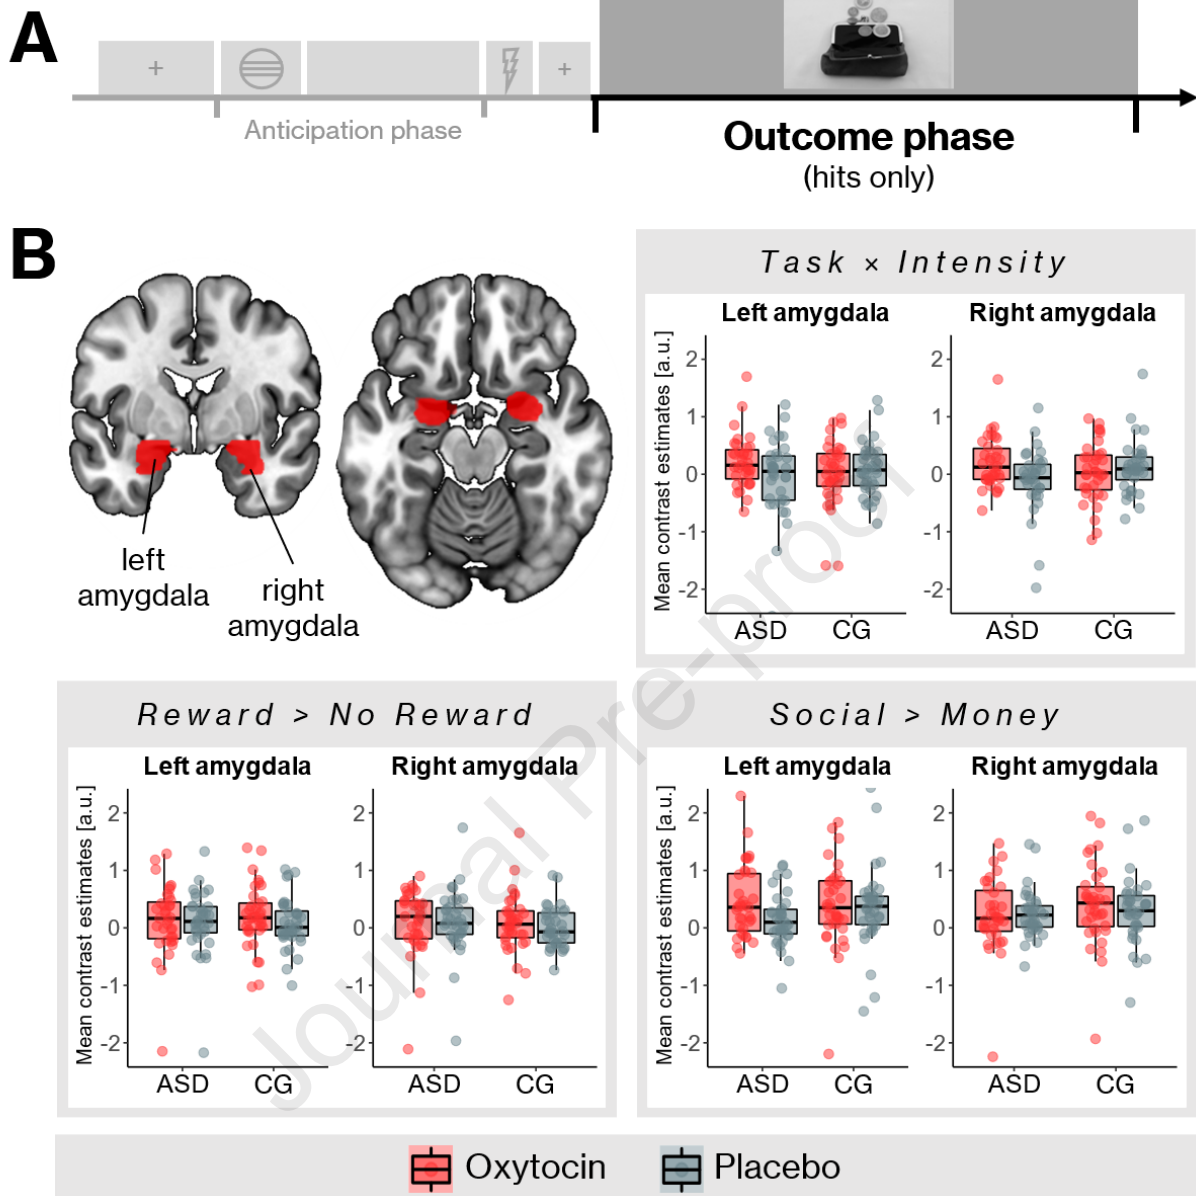 A
+
+
Anticipation phase
Outcome phase
(hits only)
B
left
amygdala
right
amygdala
Task × Intensity
Left amygdala
Right amygdala
Mean contrast estimates [a.u.]
2
1
0
-1
-2
2
1
0
-1
-2
ASD
CG
ASD
CG
Reward > No Reward
Left amygdala
Right amygdala
Mean contrast estimates [a.u.]
2
1
0
-1
-2
2
1
0
-1
-2
ASD
CG
ASD
CG
Social > Money
Left amygdala
Right amygdala
Mean contrast estimates [a.u.]
2
1
0
-1
-2
2
1
0
-1
-2
ASD
CG
ASD
CG
Oxytocin
Placebo
Journal Pre-proof